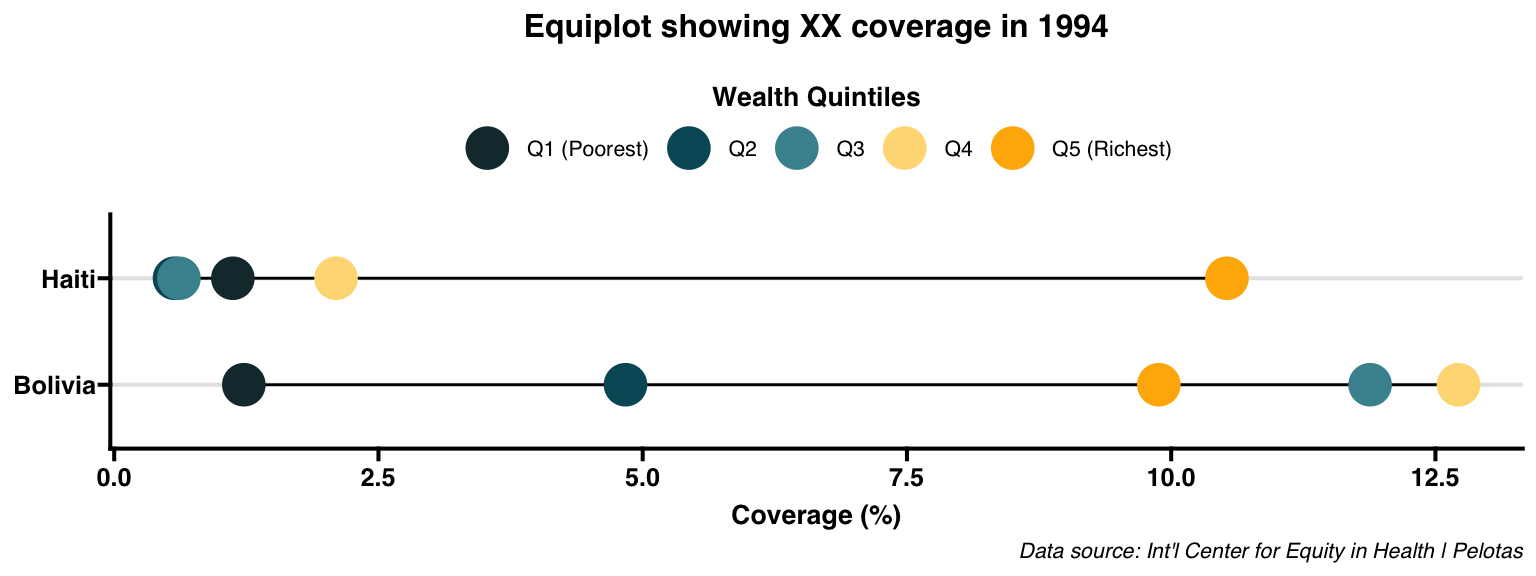 Equiplot showing XX coverage in 1994
Wealth Quintiles
Q1 (Poorest) Q2 Q3 Q4 Q5 (Richest)
Haiti
Bolivia
0.0 2.5 5.0 7.5 10.0 12.5
Coverage (%)
Data source: Int'l Center for Equity in Health | Pelotas